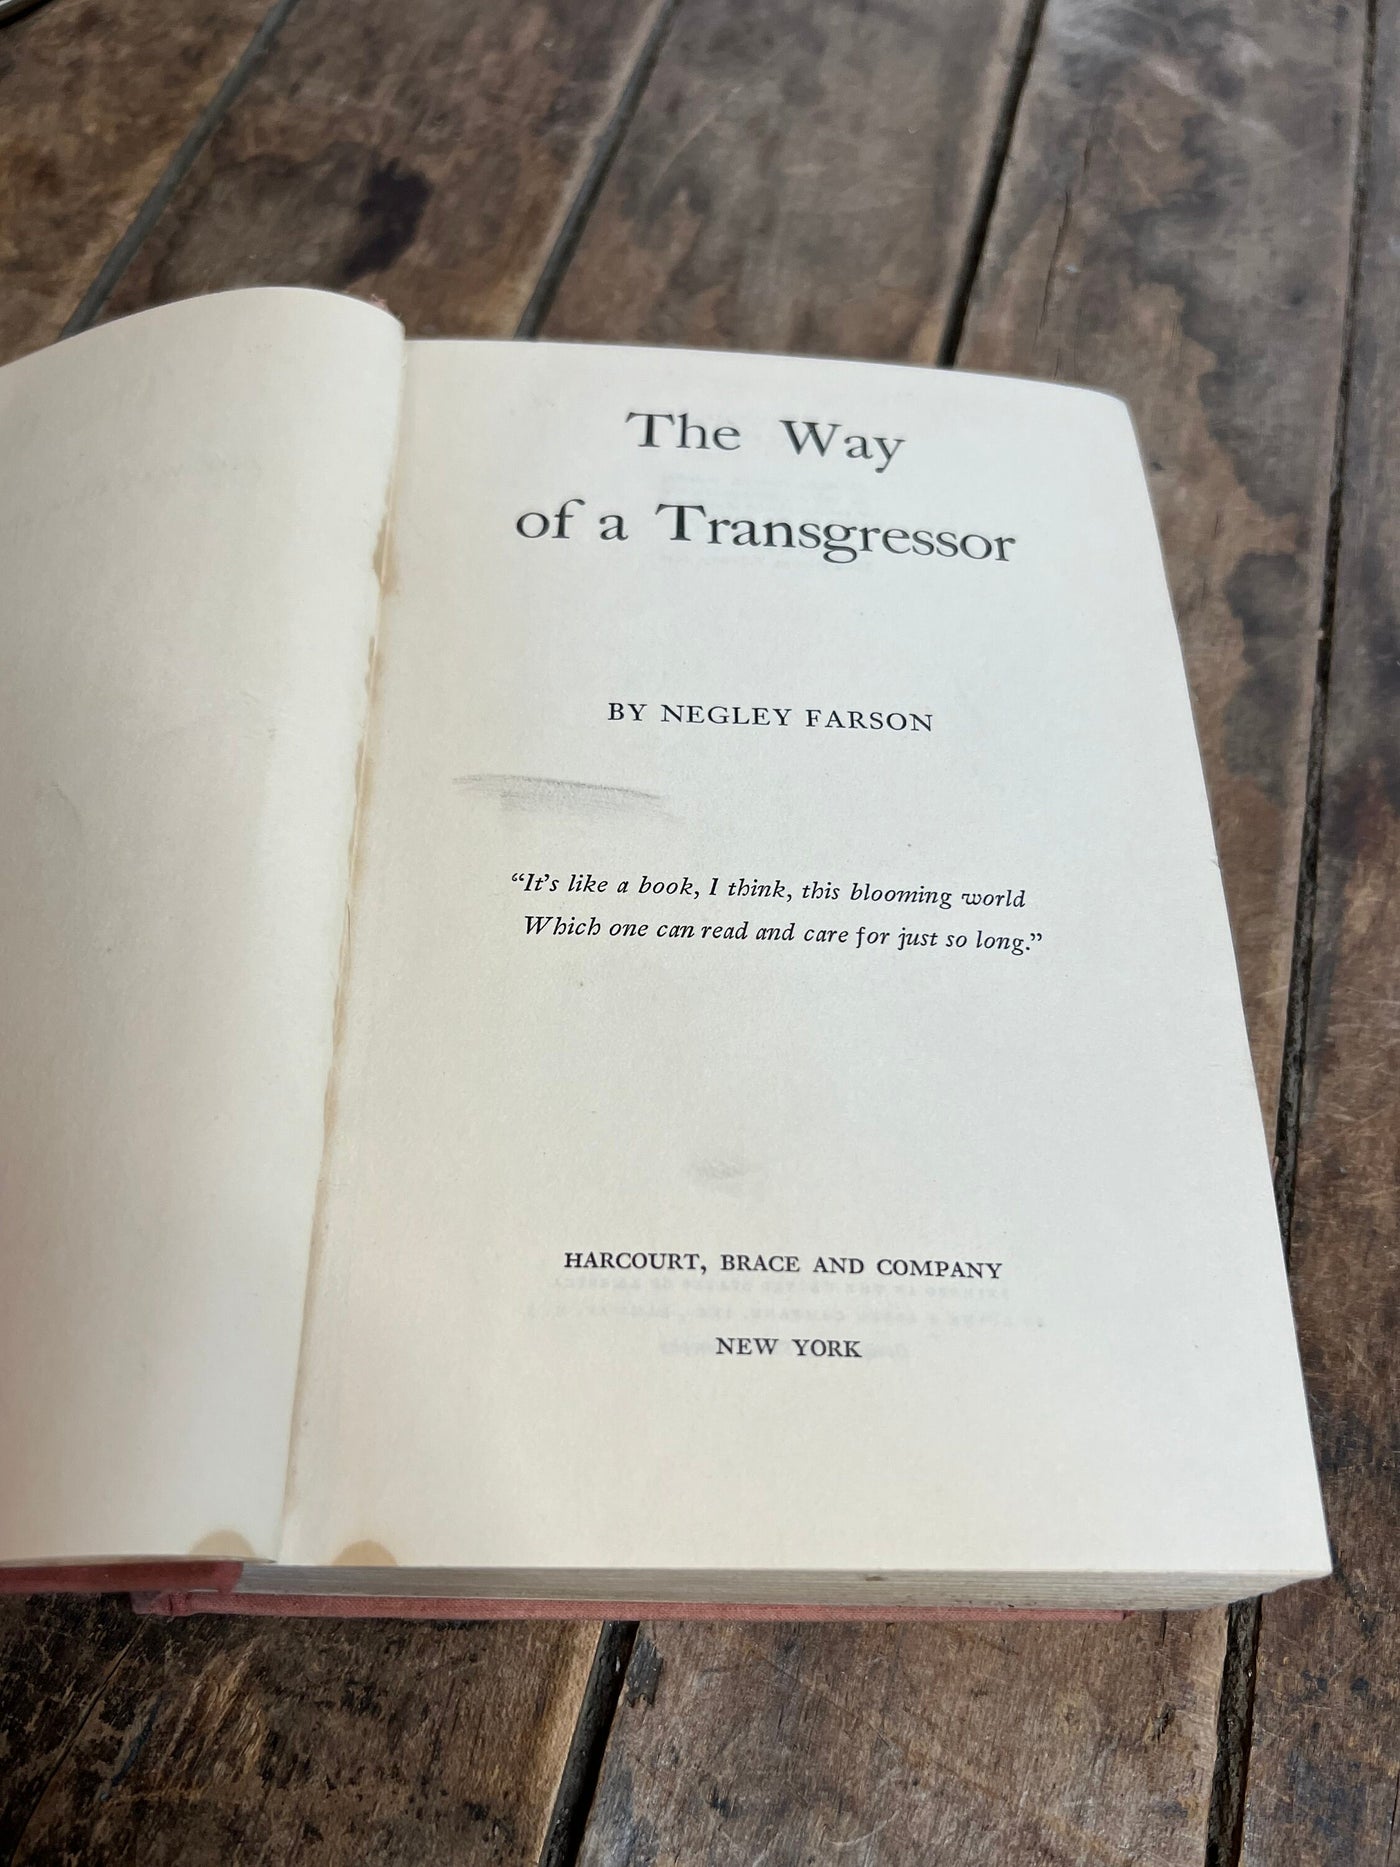 The Way
of a Transgressor
BY NEGLEY FARSON
“It’s like a book, I think, this blooming world
Which one can read and care for just so long.”
HARCOURT, BRACE AND COMPANY
NEW YORK